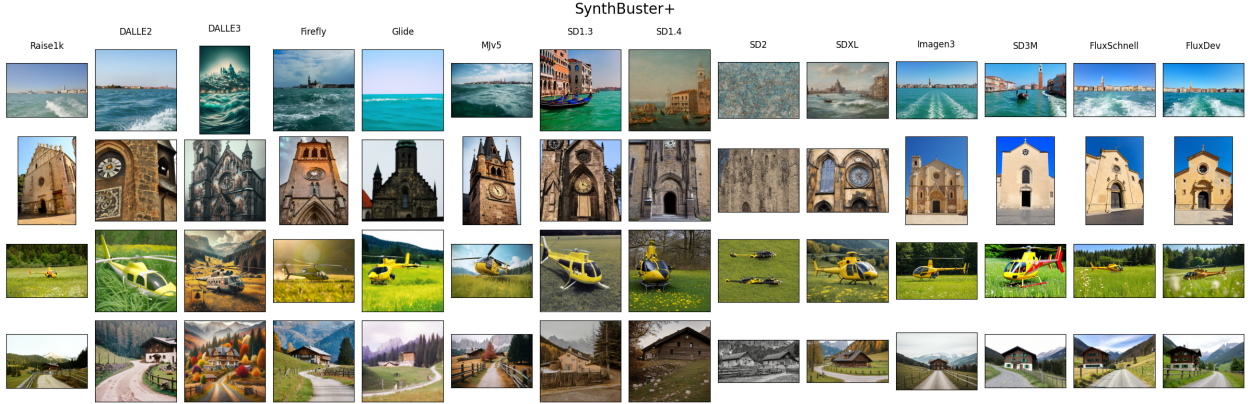 SynthBuster+
Raise1k DALLE2 DALLE3 Firefly Glide MJv5 SD1.3 SD1.4 SD2 SDXL Imagen3 SD3M FluxSchnell FluxDev